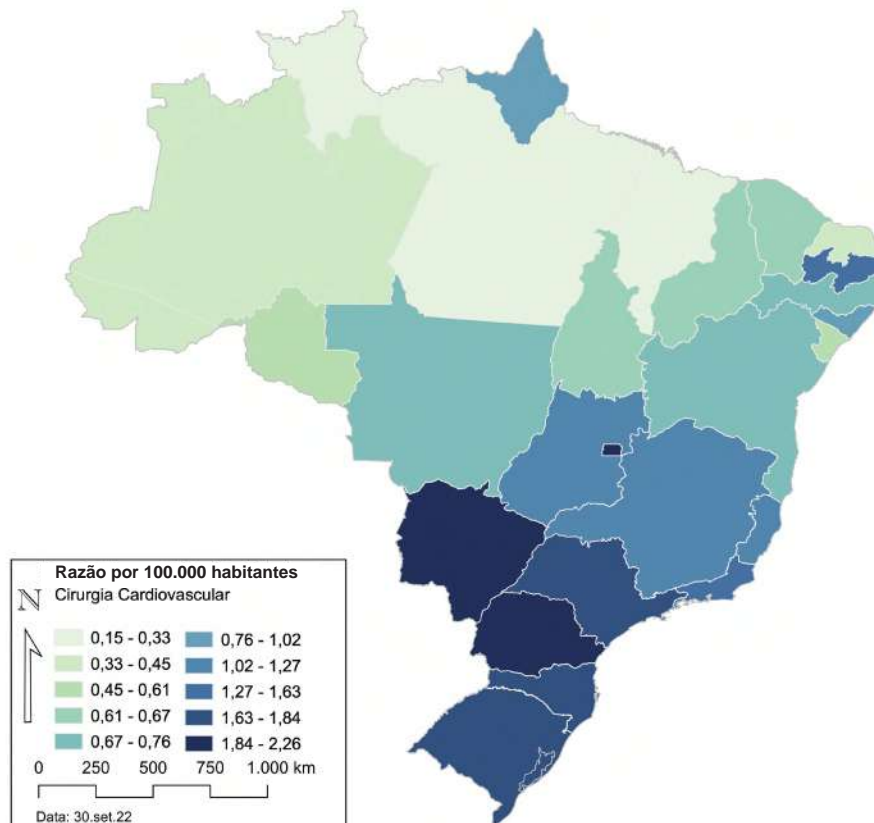 Razão por 100.000 habitantes
N Cirurgia Cardiovascular
0,15 - 0,33 0,76 - 1,02
0,33 - 0,45 1,02 - 1,27
0,45 - 0,61 1,27 - 1,63
0,61 - 0,67 1,63 - 1,84
0,67 - 0,76 1,84 - 2,26
0 250 500 750 1.000 km
Data: 30.set.22